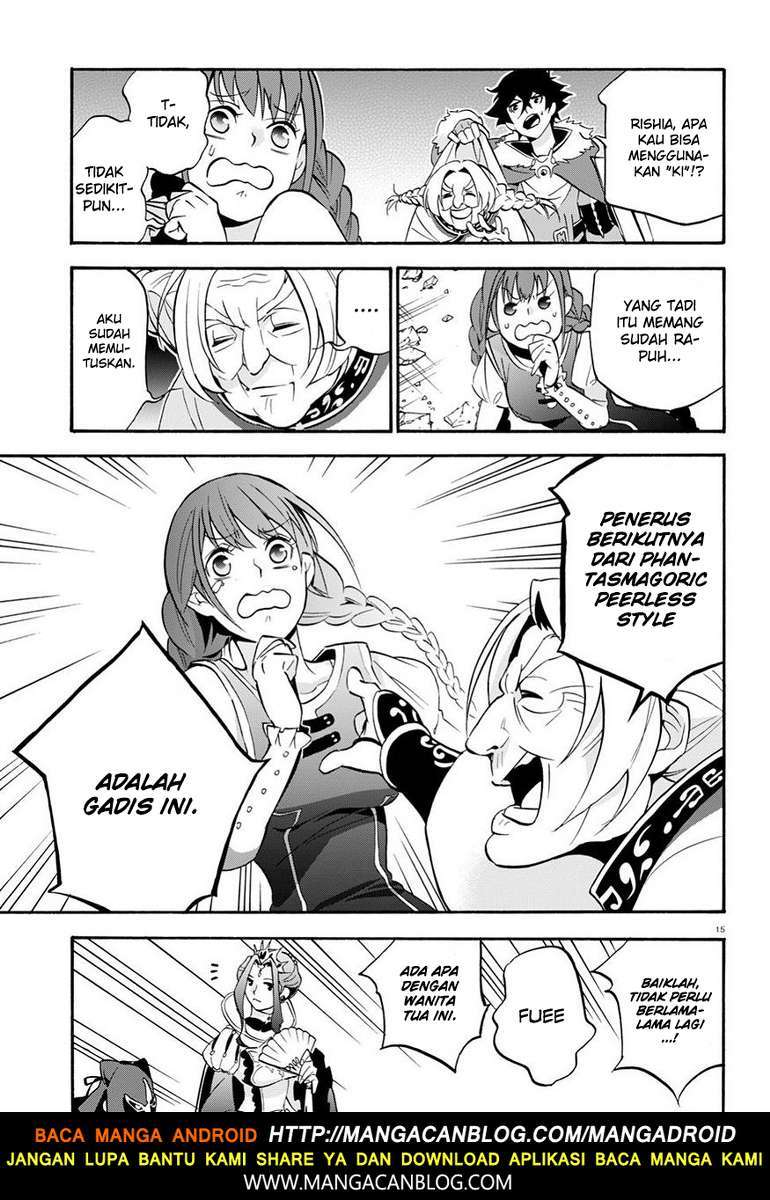 RISHIA, APA
KAU BISA
MENGGUNA-
KAN "KI"!?
T-
TIDAK,
TIDAK
SEDIKIT-
PUN...
YANG TADI
ITU MEMANG
SUDAH RA-
PUH...
....
AKU
SUDAH
MEMU-
TUSKAN.
PENERUS
BERIKUTNYA
DARI PHAN-
TASMAGORIC
PEERLESS
STYLE
ADALAH
GADIS INI.
15
BAIKLAH,
TIDAK PERLU
BERLAMA-
LAMA LAGI
...!
FUEE
ADA APA
DENGAN
WANITA
TUA INI.
BACA MANGA ANDROID HTTP://MANGACANBLOG.COM/MANGADROID
JANGAN LUPA BANTU KAMI SHARE YA DAN DOWNLOAD APLIKASI BACA MANGA KAMI
WWW.MANGACANBLOG.COM